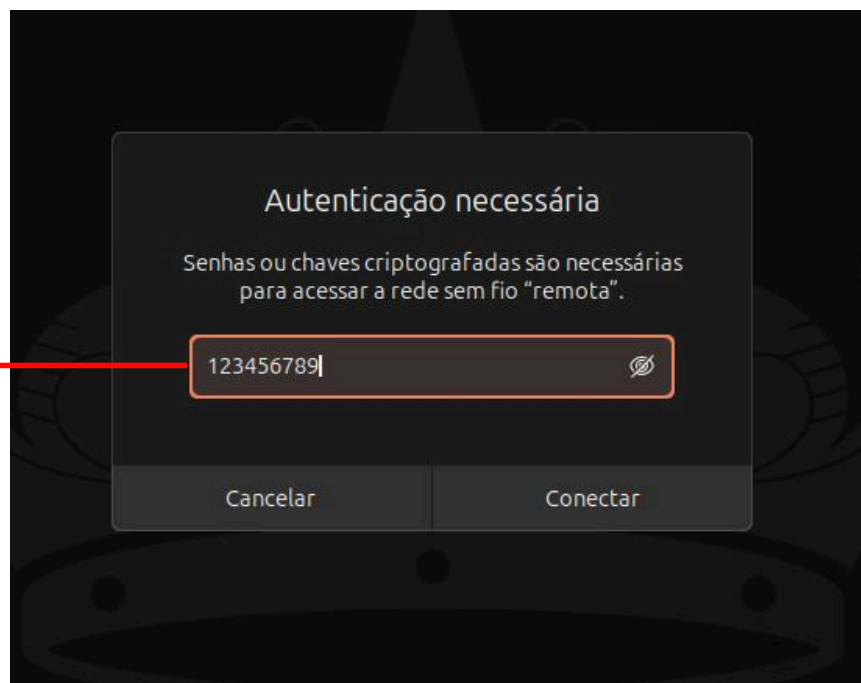 Autenticação necessária
Senhas ou chaves criptografadas são necessárias
para acessar a rede sem fio “remota”.
123456789
Cancelar
Conectar